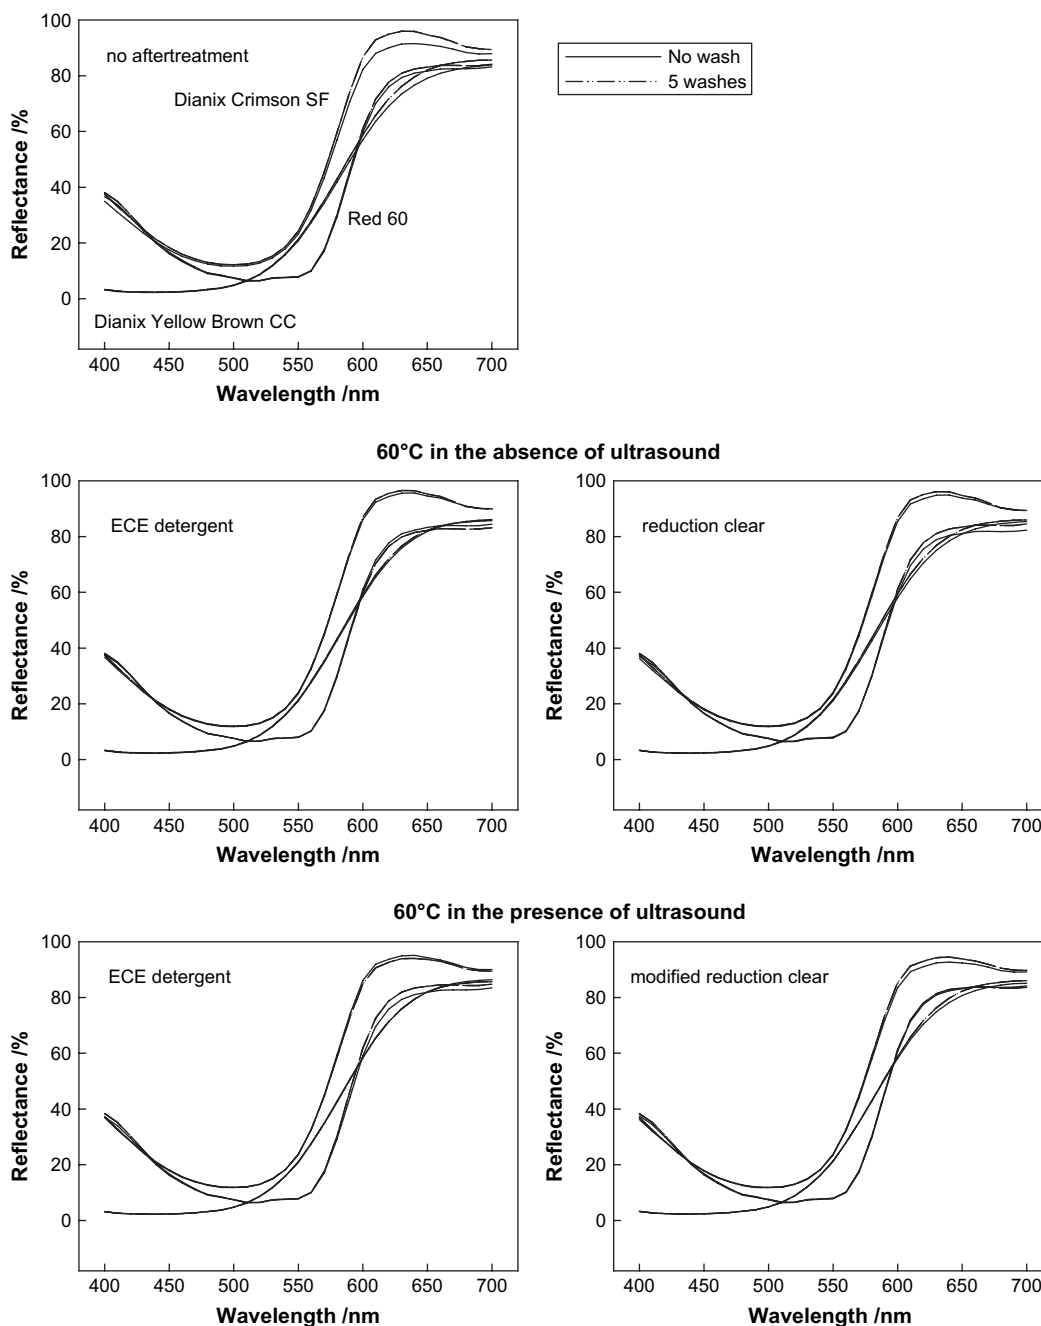 no aftertreatment
Dianix Crimson SF
Red 60
Dianix Yellow Brown CC
Reflectance /%
100
80
60
40
20
0
400 450 500 550 600 650 700
Wavelength /nm
No wash
5 washes
60°C in the absence of ultrasound
ECE detergent
Reflectance /%
100
80
60
40
20
0
400 450 500 550 600 650 700
Wavelength /nm
reduction clear
Reflectance /%
100
80
60
40
20
0
400 450 500 550 600 650 700
Wavelength /nm
60°C in the presence of ultrasound
ECE detergent
Reflectance /%
100
80
60
40
20
0
400 450 500 550 600 650 700
Wavelength /nm
modified reduction clear
Reflectance /%
100
80
60
40
20
0
400 450 500 550 600 650 700
Wavelength /nm